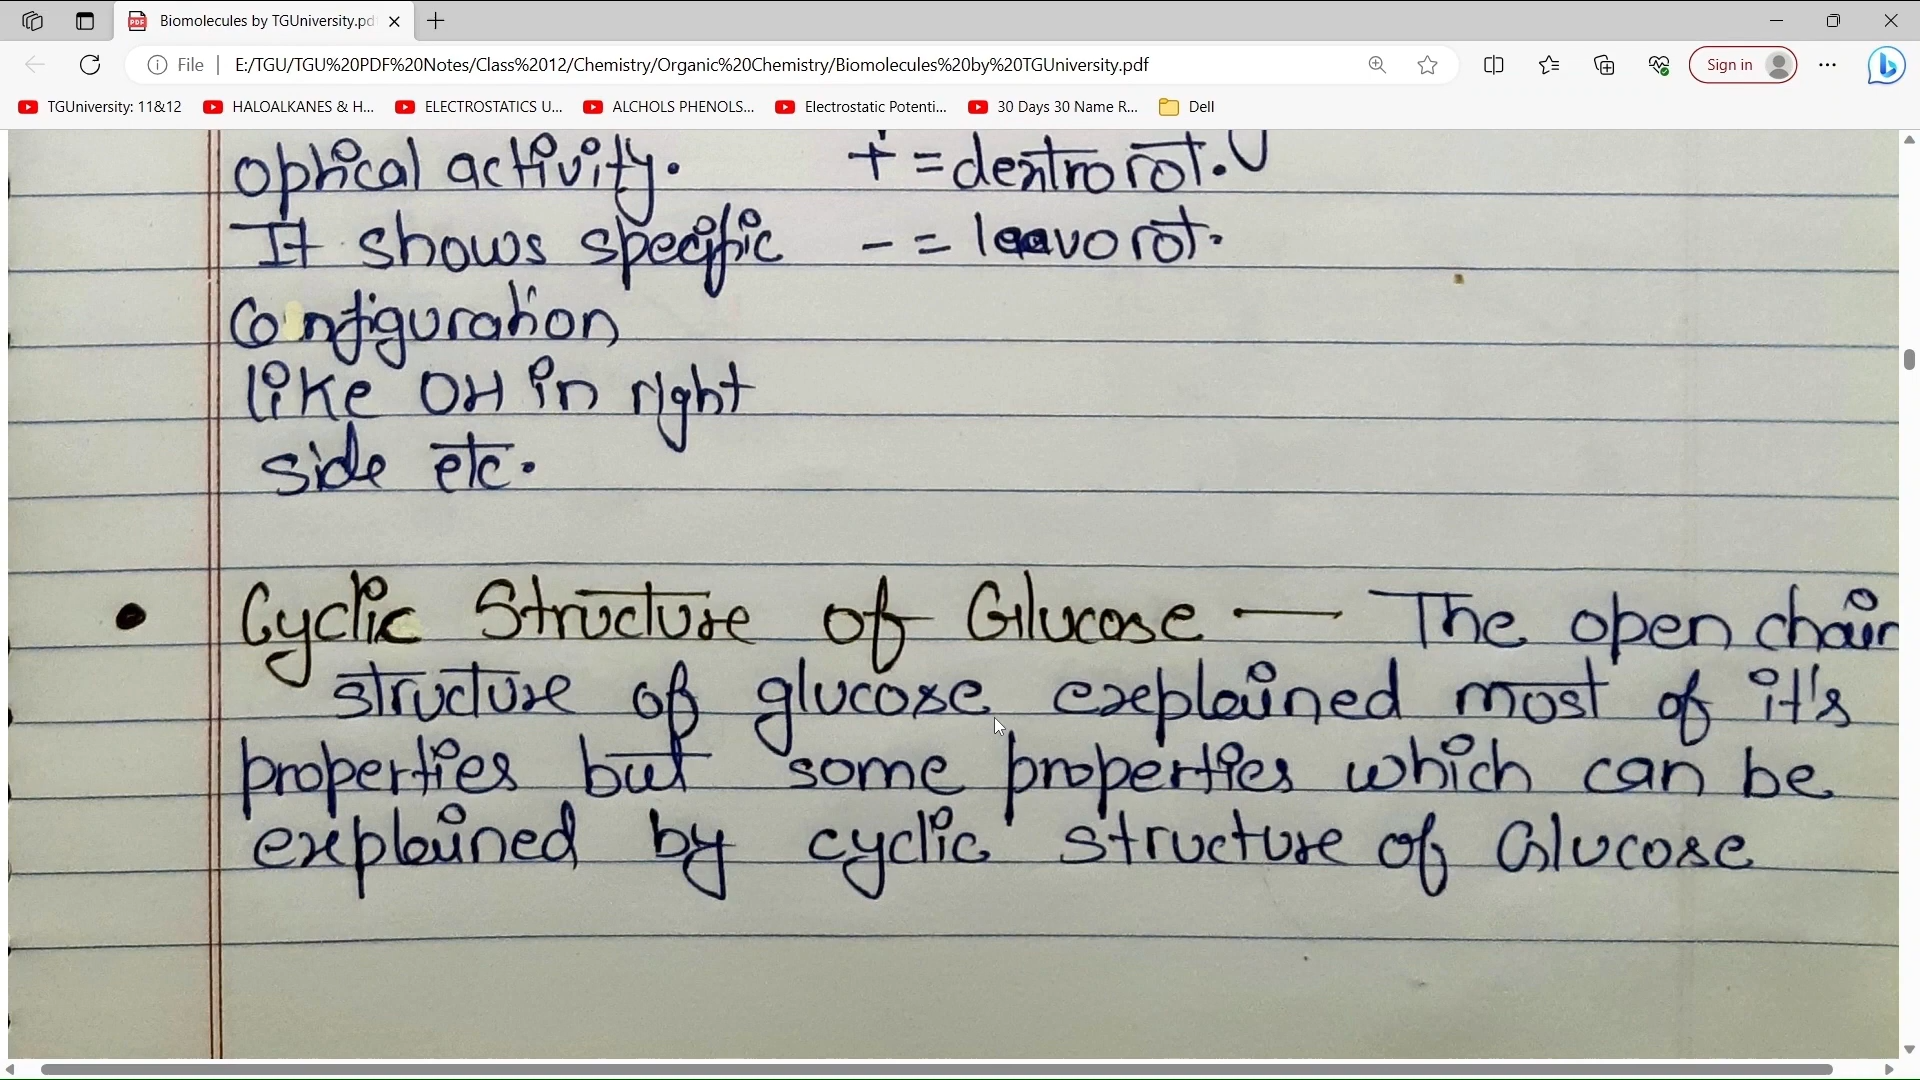 Biomolecules by TGUniversity.pd
File
E:/TGU/TGU%20PDF%20Notes/Class%2012/Chemistry/Organic%20Chemistry/Biomolecules%20by%20TGUniversity.pdf
Sign in
TGUniversity: 11&12
HALOALKANES & H...
ELECTROSTATICS U...
ALCHOLS PHENOLS...
Electrostatic Potenti...
30 Days 30 Name R...
Dell
optical activity. + = dextro rot.
It shows specific - = leavo rot.
Configuration
like OH in right
side etc.
• Cyclic Structure of Glucose — The open chain
structure of glucose explained most of it's
properties but some properties which can be
explained by cyclic structure of Glucose